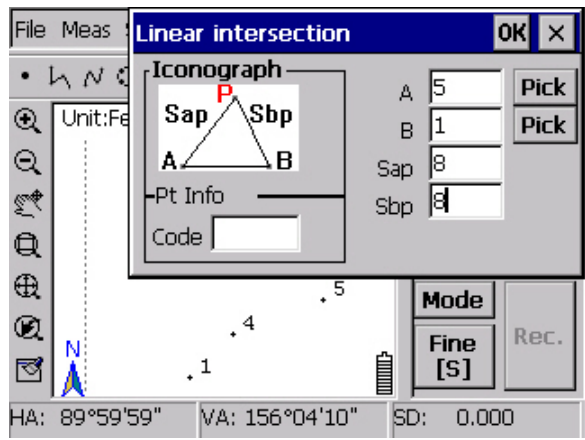 File Meas
Linear intersection OK ×
Iconograph
P
Sap Sbp
A B
Pt Info
Code
A 5 Pick
B 1 Pick
Sap 8
Sbp 8
Unit:Fe
5
4
1
N
Mode
Fine
[S]
Rec.
HA: 89°59'59" VA: 156°04'10" SD: 0.000